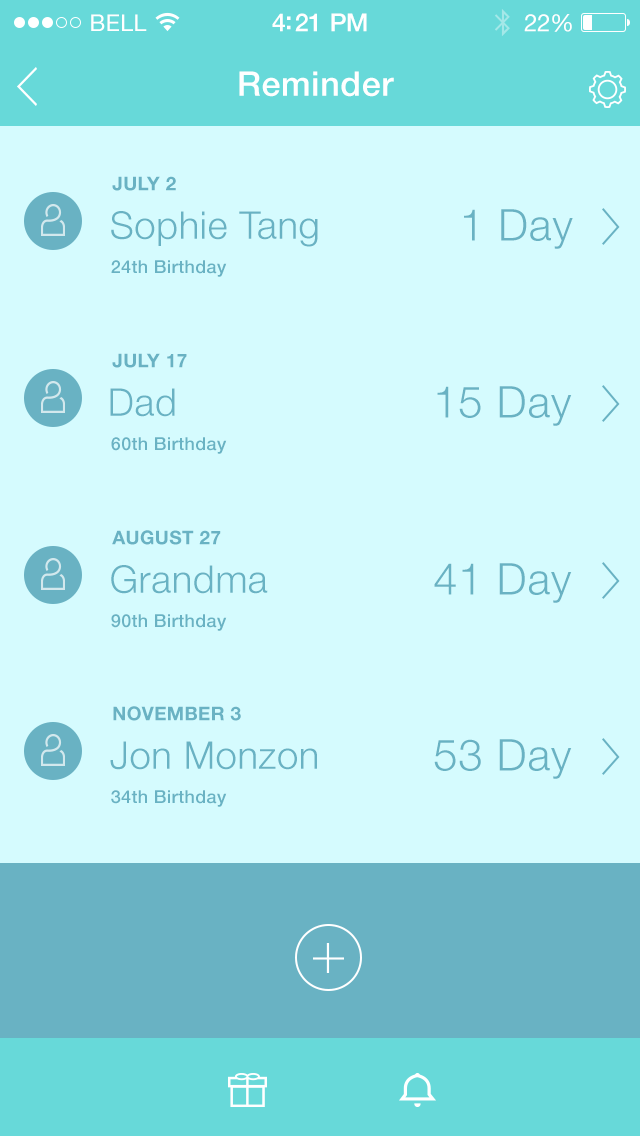 BELL 4:21 PM 22%
Reminder
JULY 2
Sophie Tang 1 Day
24th Birthday
JULY 17
Dad 15 Day
60th Birthday
AUGUST 27
Grandma 41 Day
90th Birthday
NOVEMBER 3
Jon Monzon 53 Day
34th Birthday